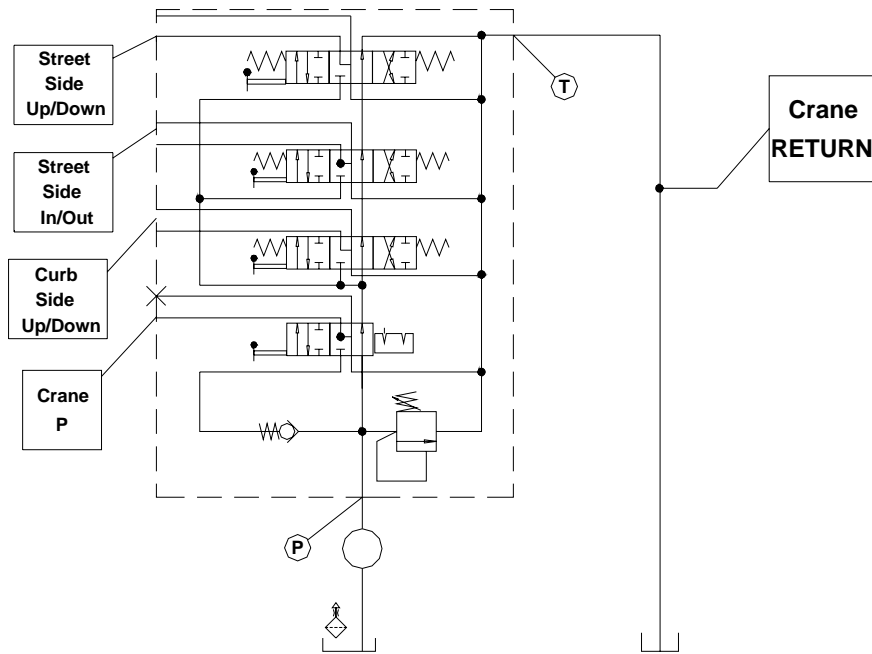 Street
Side
Up/Down
T
Crane
RETURN
Street
Side
In/Out
Curb
Side
Up/Down
Crane
P
P